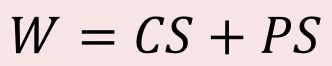 W = CS + PS